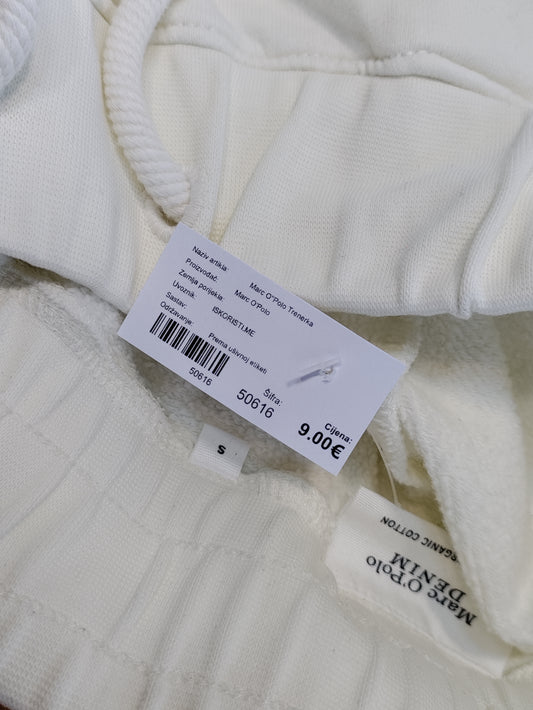 Naziv artikla: Marc O"Polo Trenerka
Proizvođač: Marc O'Polo
Zemlja porijekla:
Uvoznik: ISKORISTI.ME
Sastav:
Održavanje: Prema ušivnoj etiketi
50616
Šifra:
50616
Cijena:
9.00€
S
Marc O'Polo
DENIM
ORGANIC COTTON